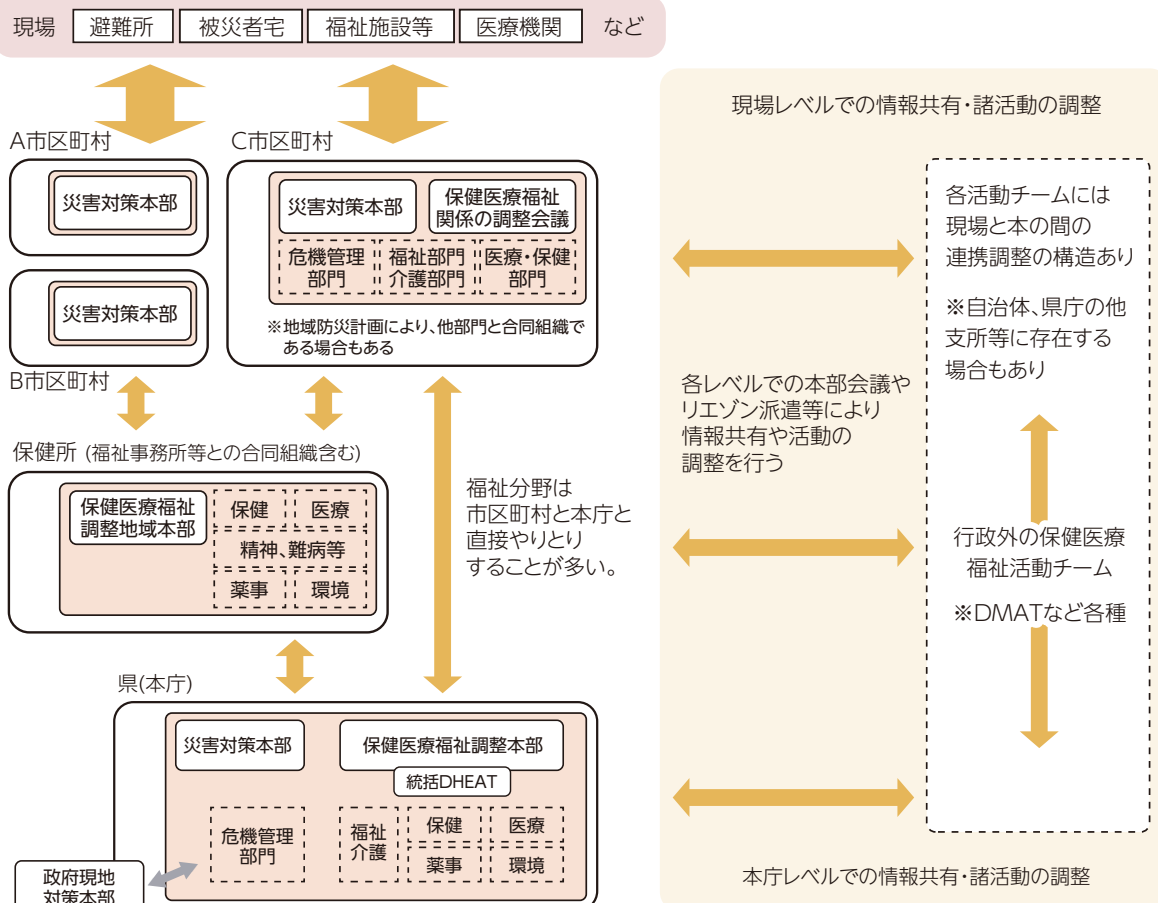 現場 避難所 被災者宅 福祉施設等 医療機関 など
A市区町村
災害対策本部
災害対策本部
B市区町村
C市区町村
災害対策本部
保健医療福祉
関係の調整会議
危機管理
部門
福祉部門
介護部門
医療・保健
部門
※地域防災計画により、他部門と合同組織で
ある場合もある
保健所 (福祉事務所等との合同組織含む)
保健医療福祉
調整地域本部
保健 医療
精神、難病等
薬事 環境
福祉分野は
市区町村と本庁と
直接やりとり
することが多い。
県(本庁)
災害対策本部
保健医療福祉調整本部
統括DHEAT
危機管理
部門
福祉
介護
保健 医療
薬事 環境
政府現地
対策本部
現場レベルでの情報共有・諸活動の調整
各レベルでの本部会議や
リエゾン派遣等により
情報共有や活動の
調整を行う
各活動チームには
現場と本の間の
連携調整の構造あり
※自治体、県庁の他
支所等に存在する
場合もあり
行政外の保健医療
福祉活動チーム
※DMATなど各種
本庁レベルでの情報共有・諸活動の調整